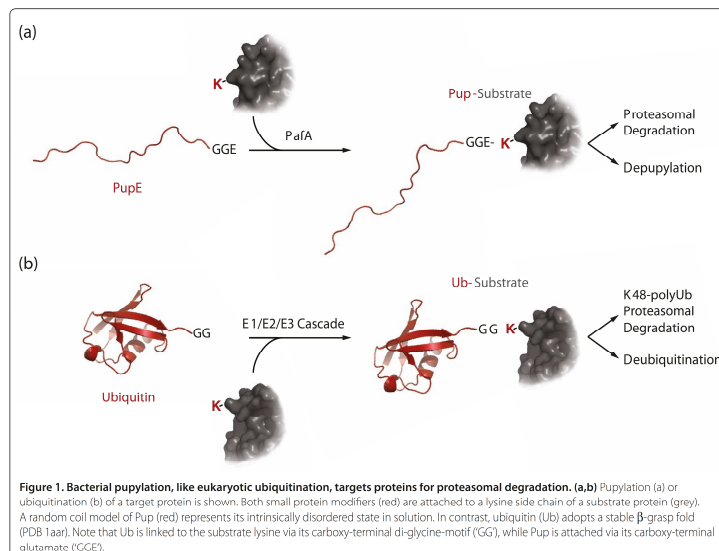 (a)
K
PafA
GGE
PupE
Pup-Substrate
GGE-
K
Proteasomal
Degradation
Depupylation
(b)
GG
Ubiquitin
E1/E2/E3 Cascade
K
Ub-Substrate
GG
K
K48-polyUb
Proteasomal
Degradation
Deubiquitination
Figure 1. Bacterial pupylation, like eukaryotic ubiquitination, targets proteins for proteasomal degradation. (a,b) Pupylation (a) or
ubiquitination (b) of a target protein is shown. Both small protein modifiers (red) are attached to a lysine side chain of a substrate protein (grey).
A random coil model of Pup (red) represents its intrinsically disordered state in solution. In contrast, ubiquitin (Ub) adopts a stable β-grasp fold
(PDB 1aar). Note that Ub is linked to the substrate lysine via its carboxy-terminal di-glycine-motif ('GG'), while Pup is attached via its carboxy-terminal
glutamate ('GGE').